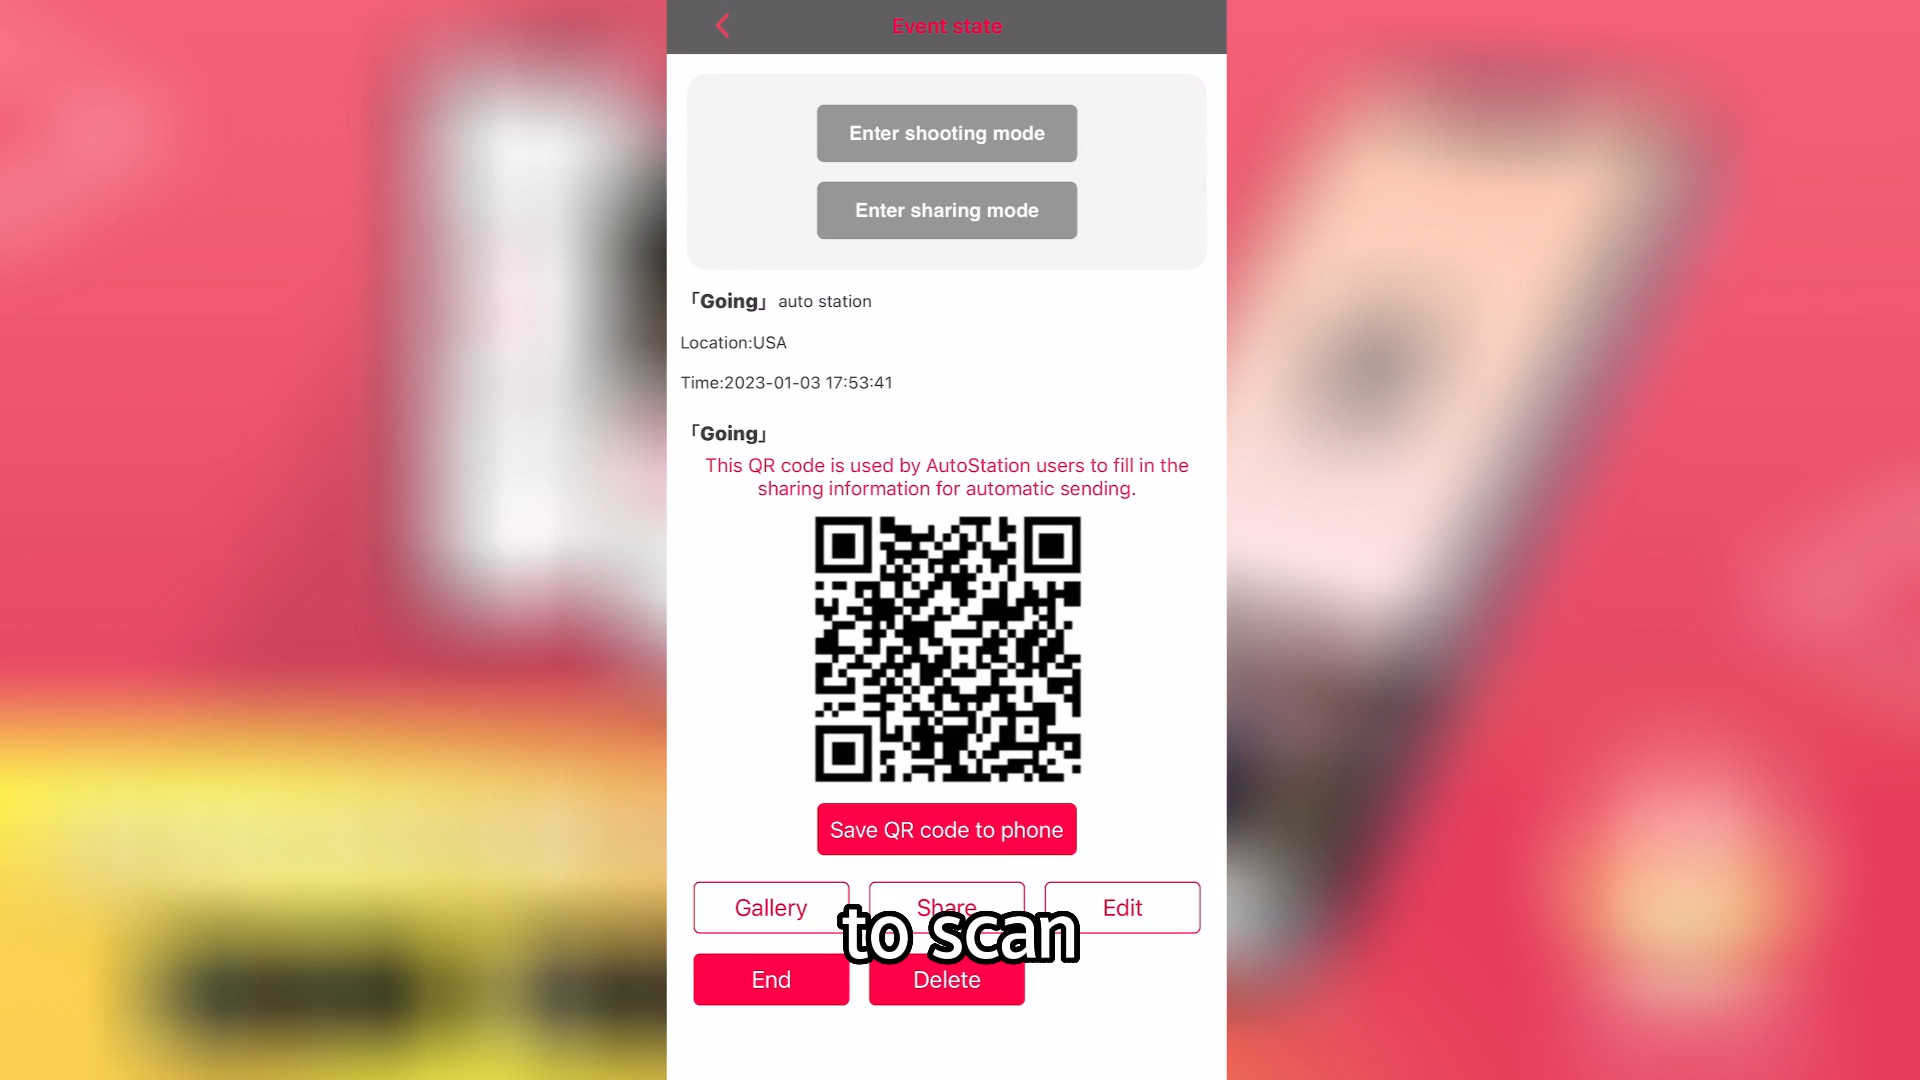 Event state
Enter shooting mode
Enter sharing mode
「Going」 auto station
Location:USA
Time:2023-01-03 17:53:41
「Going」
This QR code is used by AutoStation users to fill in the
sharing information for automatic sending.
Save QR code to phone
Gallery Share Edit
to scan
End Delete